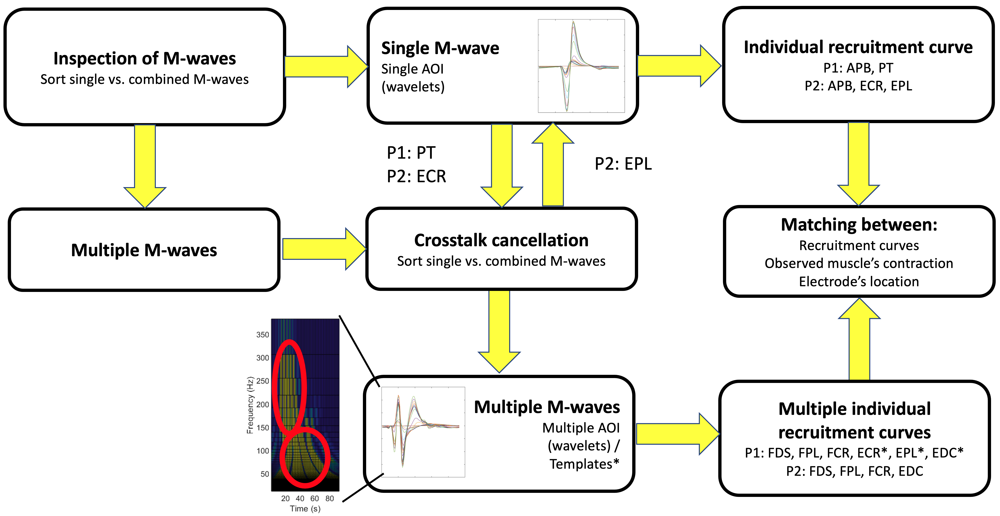 Inspection of M-waves
Sort single vs. combined M-waves
Single M-wave
Single AOI
(wavelets)
Individual recruitment curve
P1: APB, PT
P2: APB, ECR, EPL
P1: PT
P2: ECR
P2: EPL
Multiple M-waves
Crosstalk cancellation
Sort single vs. combined M-waves
Matching between:
Recruitment curves
Observed muscle’s contraction
Electrode’s location
Frequency (Hz)
350
300
250
200
150
100
50
20 40 60 80
Time (s)
Multiple M-waves
Multiple AOI
(wavelets) /
Templates*
Multiple individual
recruitment curves
P1: FDS, FPL, FCR, ECR*, EPL*, EDC*
P2: FDS, FPL, FCR, EDC